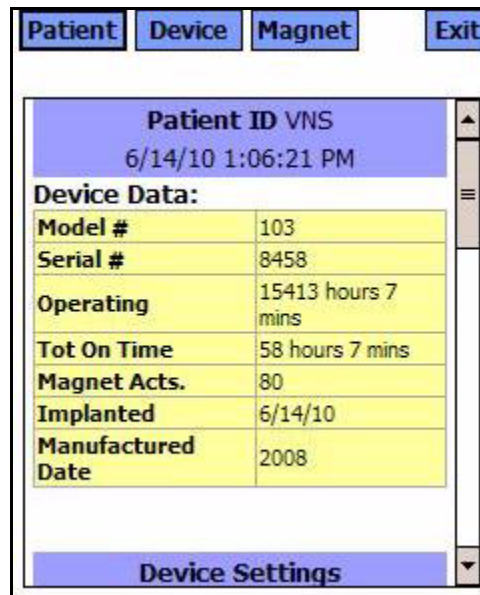 Patient Device Magnet Exit
Patient ID VNS
6/14/10 1:06:21 PM
Device Data:
Model # 103
Serial # 8458
Operating 15413 hours 7
mins
Tot On Time 58 hours 7 mins
Magnet Acts. 80
Implanted 6/14/10
Manufactured
Date 2008
Device Settings